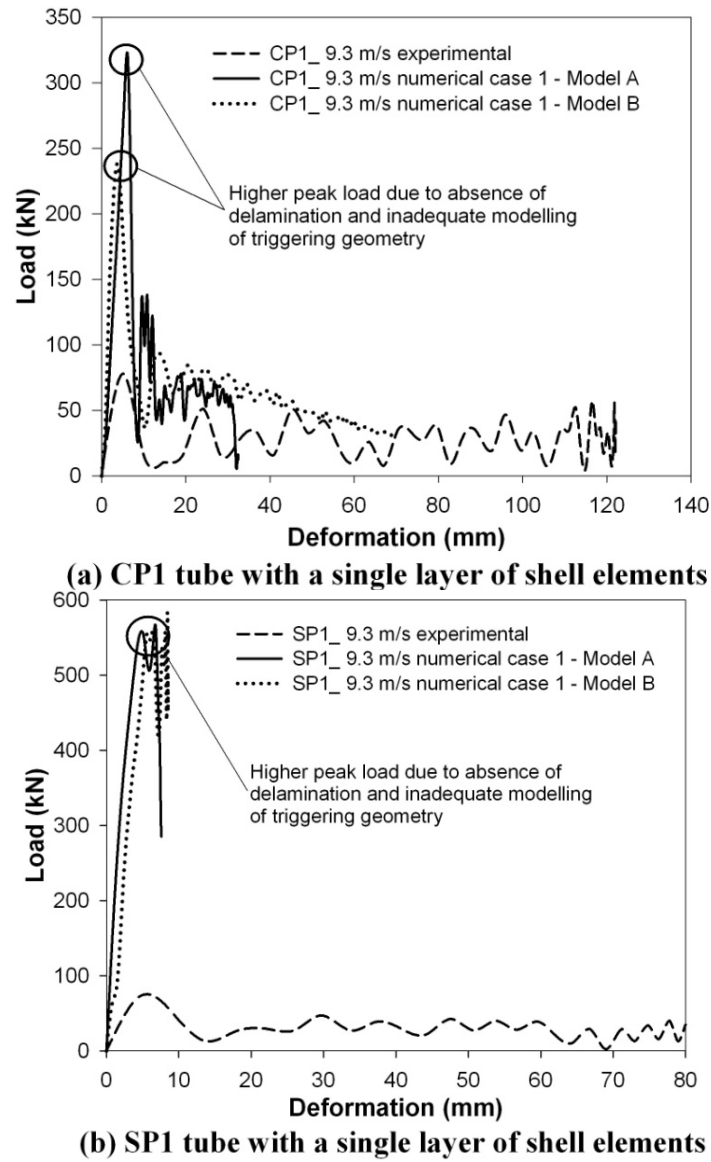 350
300
250
200
150
100
50
0
Load (kN)
CP1_ 9.3 m/s experimental
CP1_ 9.3 m/s numerical case 1 - Model A
CP1_ 9.3 m/s numerical case 1 - Model B
Higher peak load due to absence of
delamination and inadequate modelling
of triggering geometry
0 20 40 60 80 100 120 140
Deformation (mm)
(a) CP1 tube with a single layer of shell elements
600
500
400
300
200
100
0
Load (kN)
SP1_ 9.3 m/s experimental
SP1_ 9.3 m/s numerical case 1 - Model A
SP1_ 9.3 m/s numerical case 1 - Model B
Higher peak load due to absence of
delamination and inadequate modelling
of triggering geometry
0 10 20 30 40 50 60 70 80
Deformation (mm)
(b) SP1 tube with a single layer of shell elements